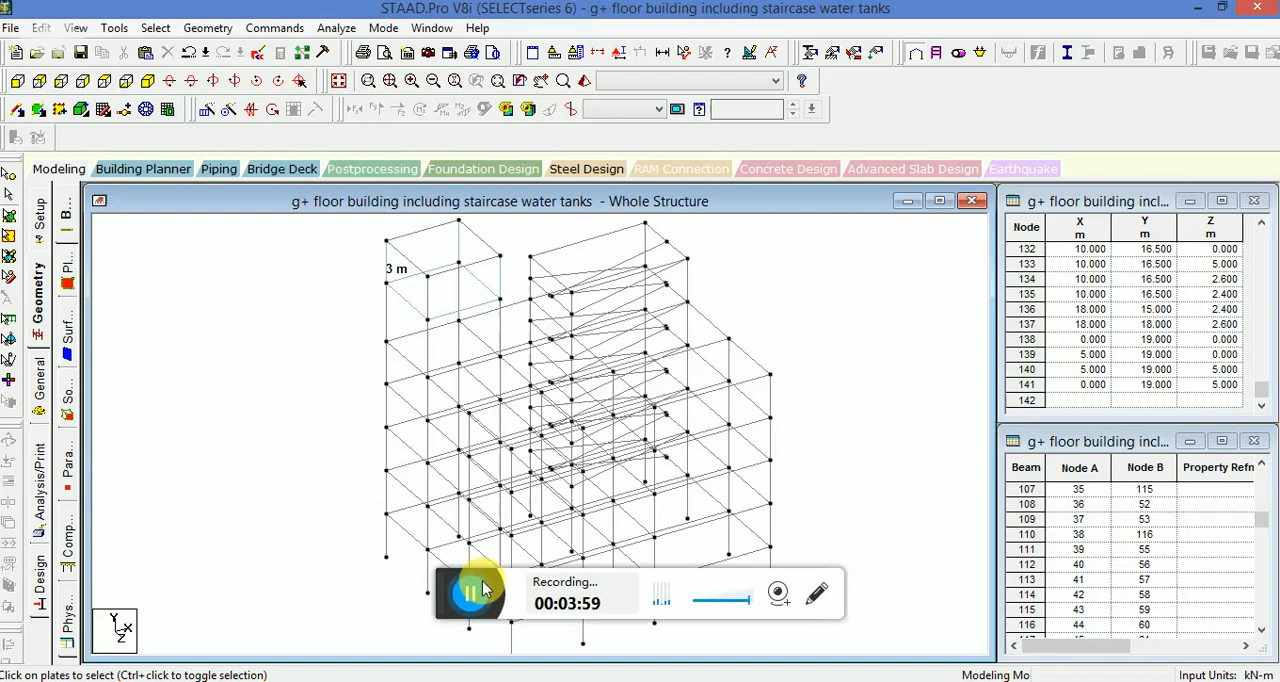 STAAD.Pro V8i (SELECTseries 6) - g+ floor building including staircase water tanks
File Edit View Tools Select Geometry Commands Analyze Mode Window Help
Modeling Building Planner Piping Bridge Deck Postprocessing Foundation Design Steel Design RAM Connection Concrete Design Advanced Slab Design Earthquake
Setup
Geometry
General
Analysis/Print
Design
B...
Pl...
Surf...
So...
Para...
Comp...
Phys...
g+ floor building including staircase water tanks - Whole Structure
3 m
Y
X
Z
Recording...
00:03:59
g+ floor building incl...
Node X m Y m Z m
132 10.000 16.500 0.000
133 10.000 16.500 5.000
134 10.000 16.500 2.600
135 10.000 16.500 2.400
136 18.000 15.000 2.400
137 18.000 18.000 2.600
138 0.000 19.000 0.000
139 5.000 19.000 0.000
140 5.000 19.000 5.000
141 0.000 19.000 5.000
142
g+ floor building incl...
Beam Node A Node B Property Refn
107 35 115
108 36 52
109 37 53
110 38 116
111 39 55
112 40 56
113 41 57
114 42 58
115 43 59
116 44 60
Click on plates to select (Ctrl+click to toggle selection)
Modeling Mo
Input Units: kN-m